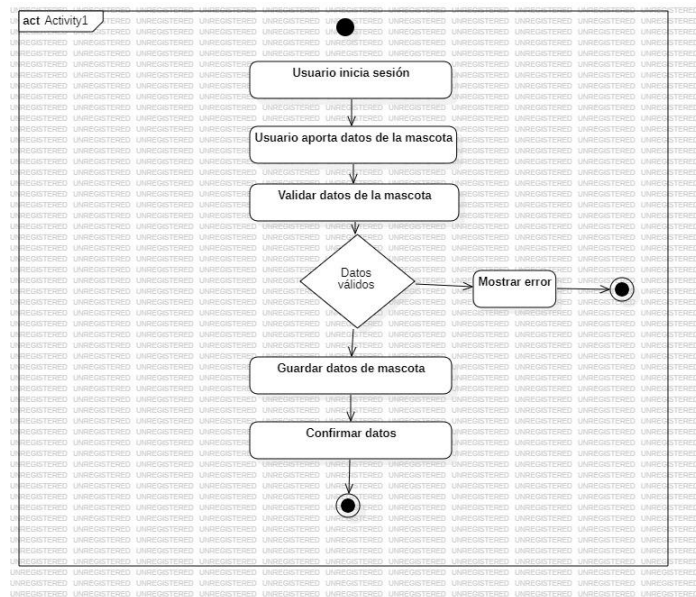 act Activity1
Usuario inicia sesión
Usuario aporta datos de la mascota
Validar datos de la mascota
Datos
válidos
Mostrar error
Guardar datos de mascota
Confirmar datos
UNREGISTERED